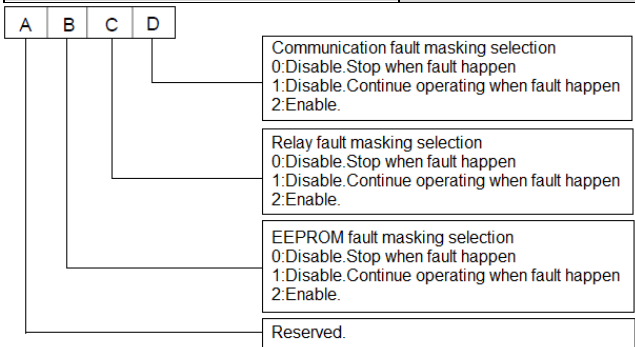 A B C D
Communication fault masking selection
0:Disable.Stop when fault happen
1:Disable.Continue operating when fault happen
2:Enable.
Relay fault masking selection
0:Disable.Stop when fault happen
1:Disable.Continue operating when fault happen
2:Enable.
EEPROM fault masking selection
0:Disable.Stop when fault happen
1:Disable.Continue operating when fault happen
2:Enable.
Reserved.